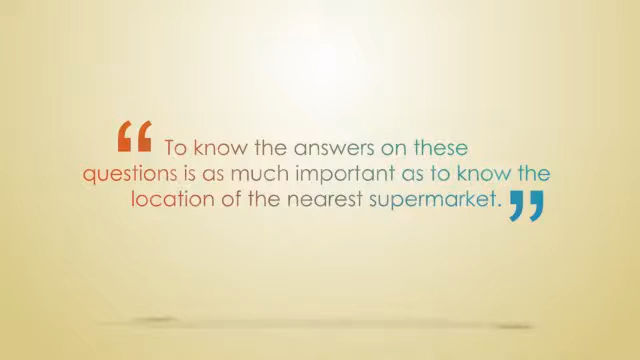 “ To know the answers on these
questions is as much important as to know the
location of the nearest supermarket. ”